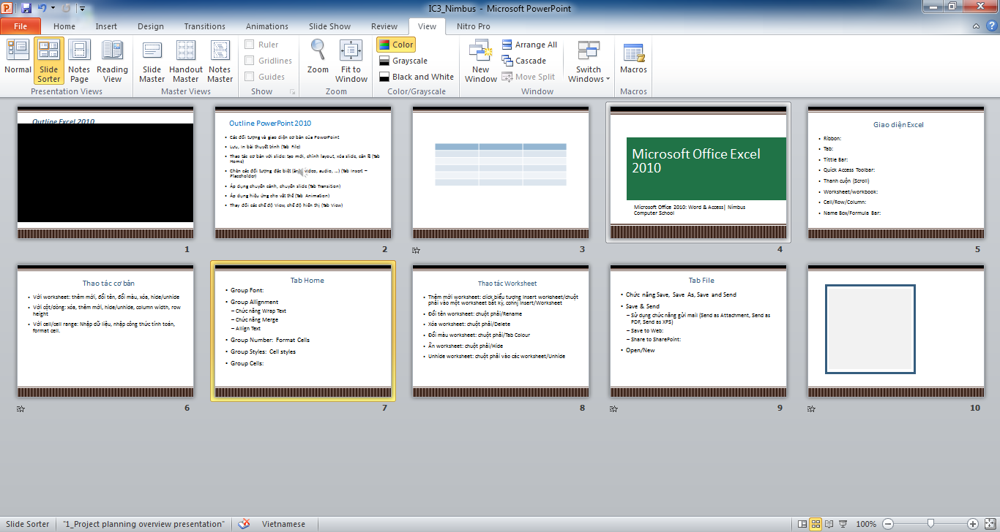 IC3_Nimbus - Microsoft PowerPoint
File Home Insert Design Transitions Animations Slide Show Review View Nitro Pro
Normal
Slide Sorter
Notes Page
Reading View
Presentation Views
Slide Master
Handout Master
Notes Master
Master Views
Ruler
Gridlines
Guides
Show
Zoom
Fit to Window
Zoom
Color
Grayscale
Black and White
Color/Grayscale
New Window
Arrange All
Cascade
Move Split
Switch Windows
Window
Macros
Macros
Outline Excel 2010
1
Outline PowerPoint 2010
• Các đối tượng và giao diện cơ bản của PowerPoint
• Lưu, in bài thuyết trình (Tab File)
• Thao tác cơ bản với slide: tạo mới, chỉnh layout, xóa slide, căn lề (Tab
Home)
• Chèn các đối tượng đặc biệt (ảnh, video, audio, ...) (Tab Insert –
Placeholder)
• Áp dụng chuyển cảnh, chuyển slide (Tab Transition)
• Áp dụng hiệu ứng cho vật thể (Tab Animation)
• Thay đổi các chế độ View, chế độ hiển thị (Tab View)
2
3
Microsoft Office Excel
2010
Microsoft Office 2010: Word & Access| Nimbus
Computer School
4
Giao diện Excel
• Ribbon:
• Tab:
• Tittle Bar:
• Quick Access Toolbar:
• Thanh cuộn (Scroll)
• Worksheet/workbook:
• Cell/Row/Column:
• Name Box/Formula Bar:
5
Thao tác cơ bản
• Với worksheet: thêm mới, đổi tên, đổi màu, xóa, hide/unhide
• Với cột/dòng: xóa, thêm mới, hide/unhide, column width, row
height
• Với cell/cell range: Nhập dữ liệu, nhập công thức tính toán,
format cell.
6
Tab Home
• Group Font:
• Group Allignment
– Chức năng Wrap Text
– Chức năng Merge
– Allign Text
• Group Number: Format Cells
• Group Styles: Cell styles
• Group Cells:
7
Thao tác Worksheet
• Thêm mới worksheet: click biểu tượng Insert worksheet/chuột
phải vào một worksheet bất kỳ, cohnj Insert/Worksheet
• Đổi tên worksheet: chuột phải/Rename
• Xóa worksheet: chuột phải/Delete
• Đổi màu worksheet: chuột phải/Tab Colour
• Ẩn worksheet: chuột phải/Hide
• Unhide worksheet: chuột phải vào các worksheet/Unhide
8
Tab File
• Chức năng Save, Save As, Save and Send
• Save & Send
– Sử dụng chức năng gửi mail (Send as Attachment, Send as
PDF, Send as XPS)
– Save to Web:
– Share to SharePoint:
• Open/New
9
10
Slide Sorter "1_Project planning overview presentation" Vietnamese 100%